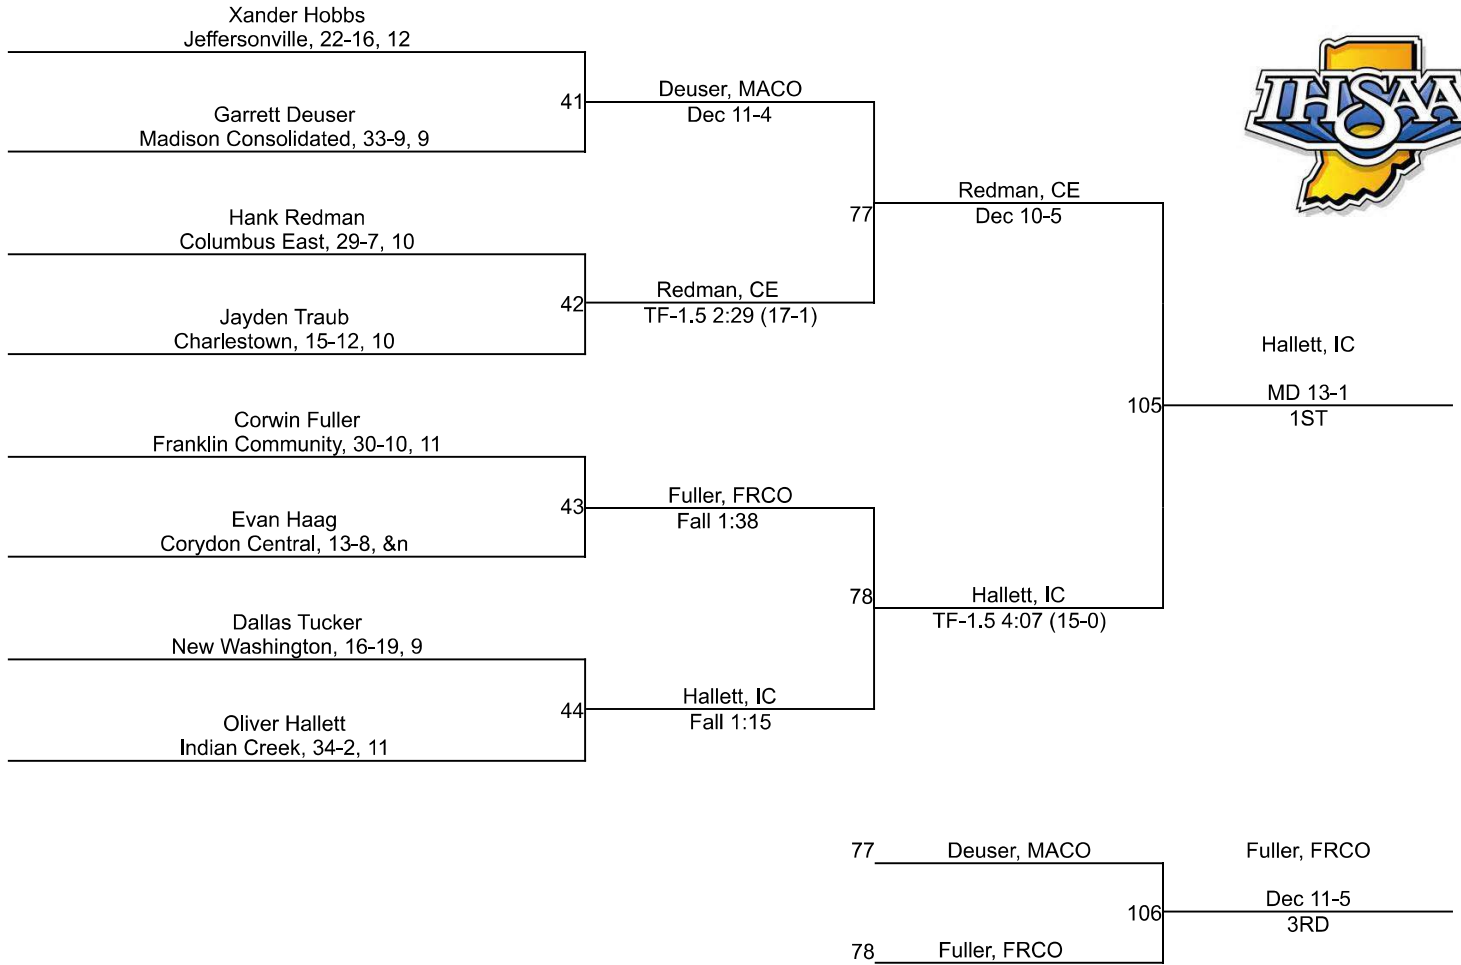 Xander Hobbs
Jeffersonville, 22-16, 12
41
Garrett Deuser
Madison Consolidated, 33-9, 9
Deuser, MACO
Dec 11-4
IHSAA
77
Hank Redman
Columbus East, 29-7, 10
42
Jayden Traub
Charlestown, 15-12, 10
Redman, CE
TF-1.5 2:29 (17-1)
Redman, CE
Dec 10-5
105
Hallett, IC
MD 13-1
1ST
Corwin Fuller
Franklin Community, 30-10, 11
43
Evan Haag
Corydon Central, 13-8, &n
Fuller, FRCO
Fall 1:38
78
Dallas Tucker
New Washington, 16-19, 9
44
Oliver Hallett
Indian Creek, 34-2, 11
Hallett, IC
Fall 1:15
Hallett, IC
TF-1.5 4:07 (15-0)
77 Deuser, MACO
106
78 Fuller, FRCO
Fuller, FRCO
Dec 11-5
3RD